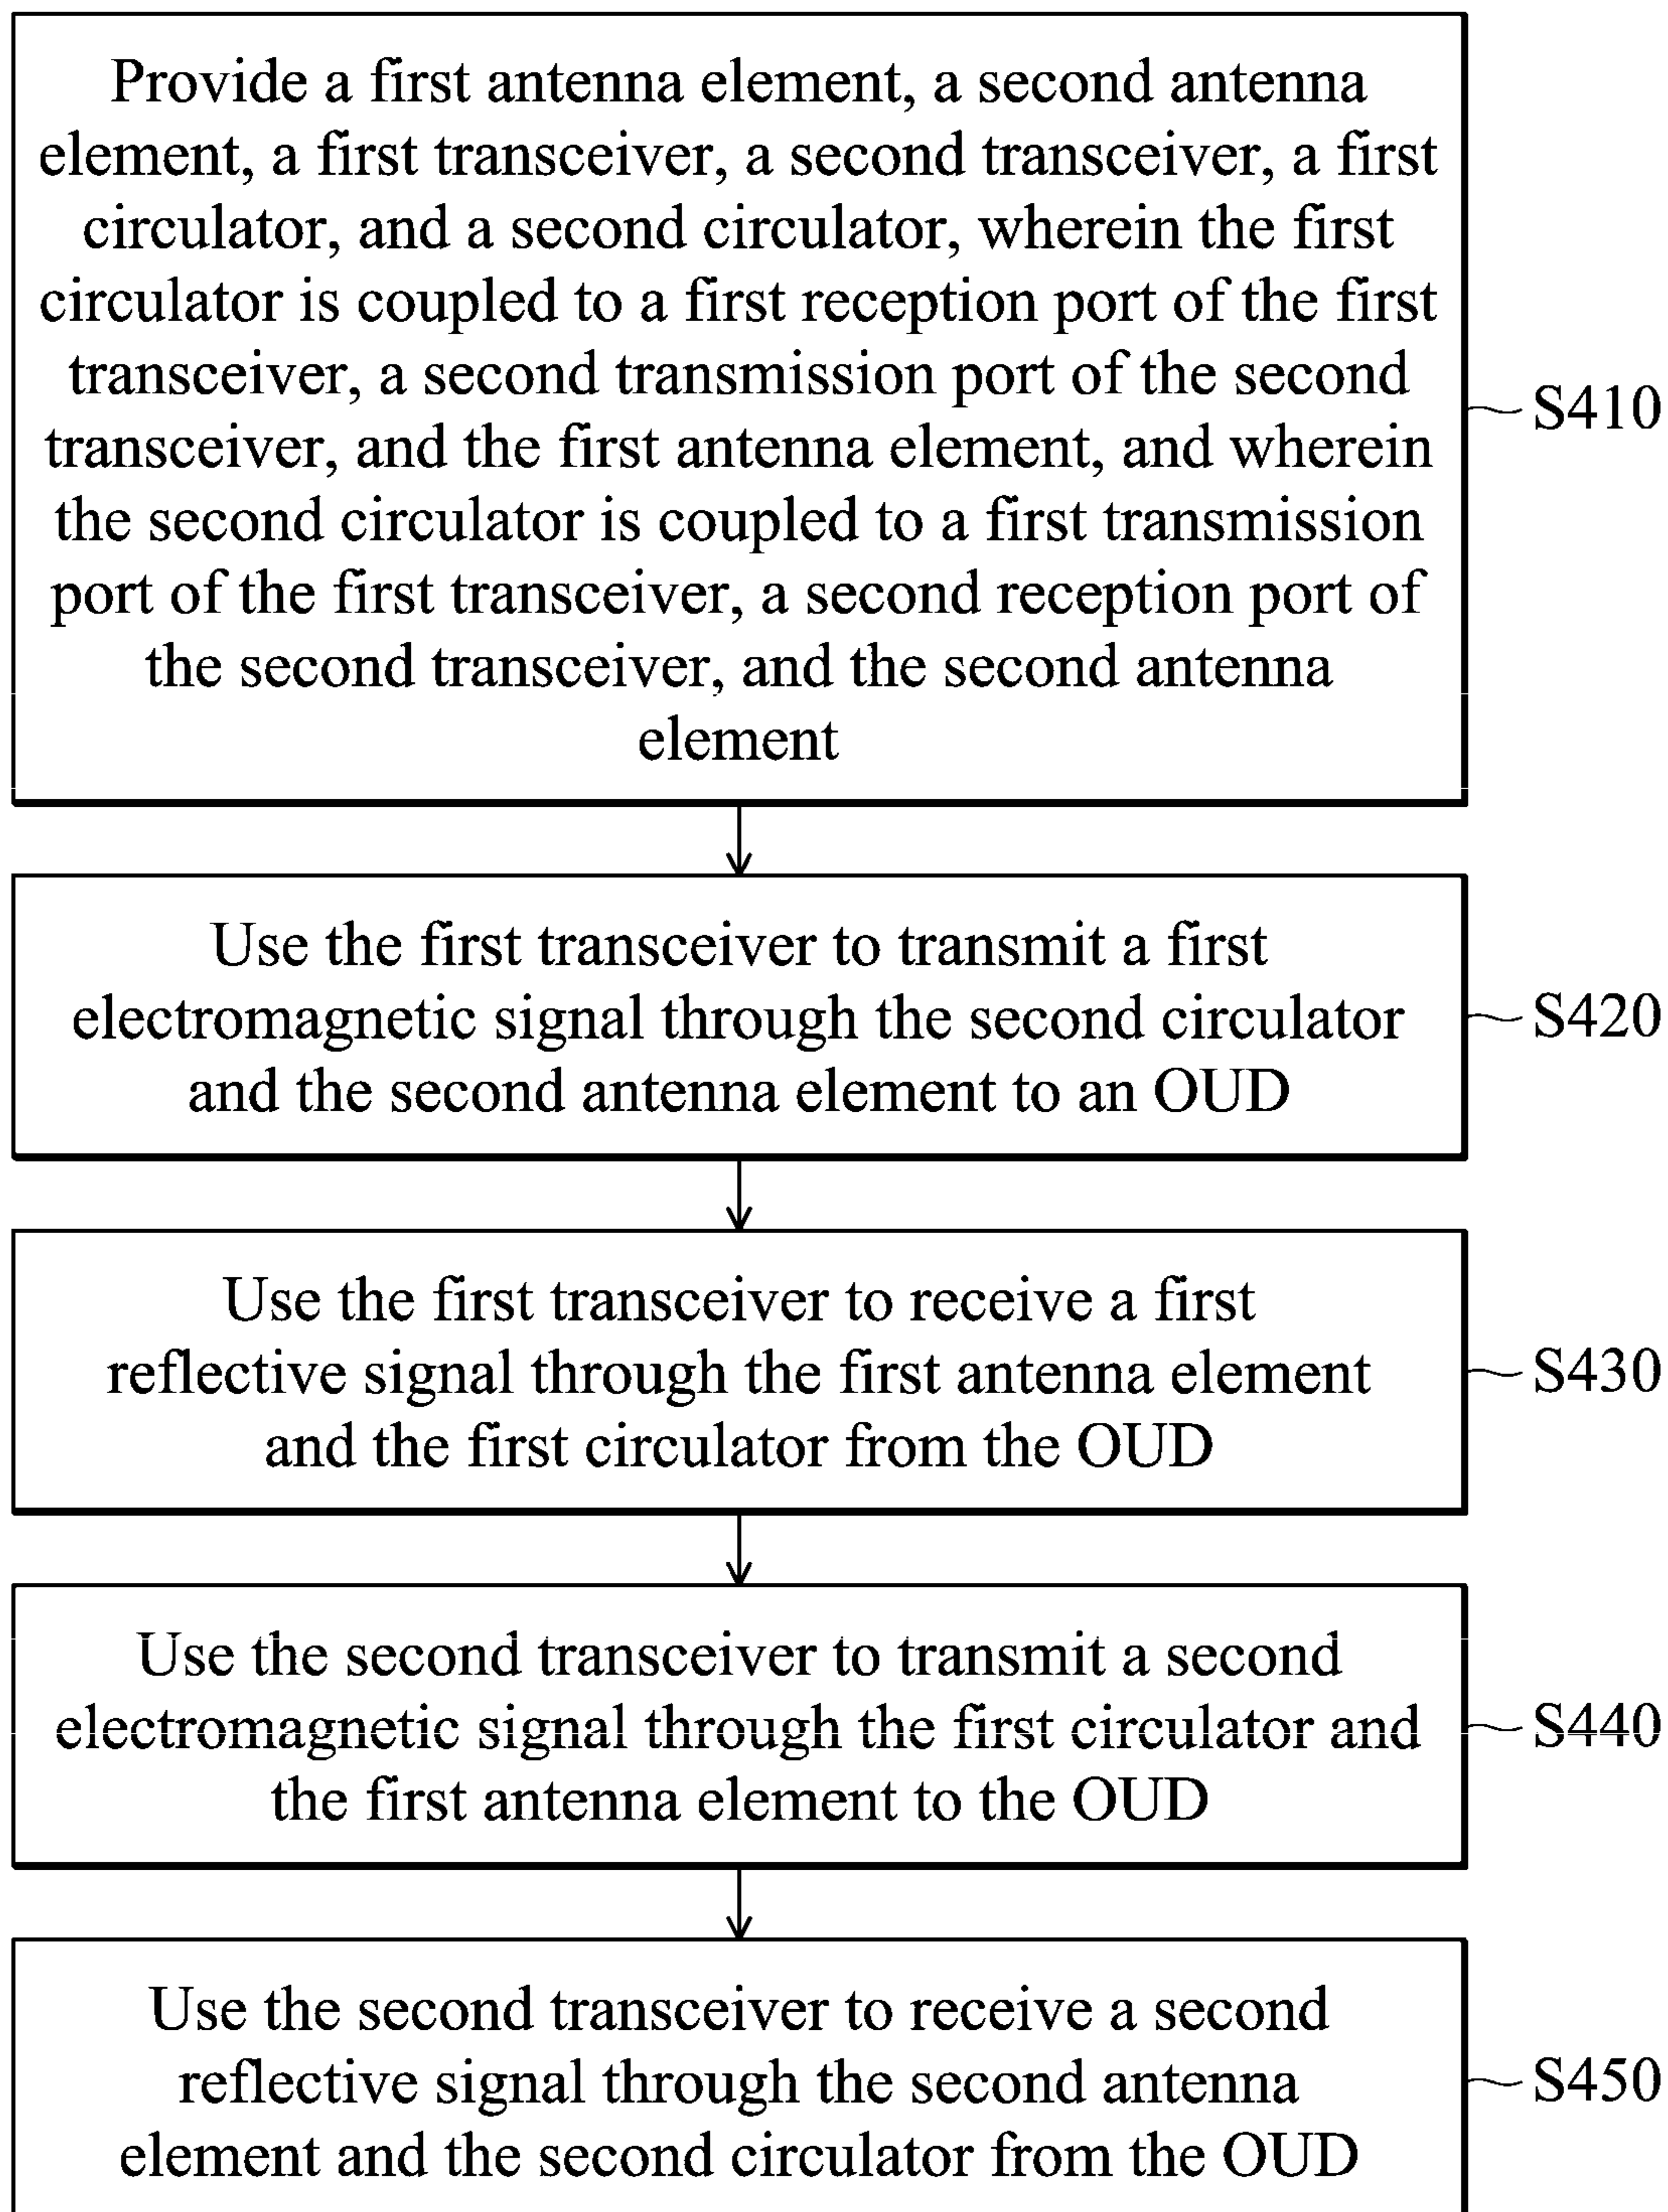 Provide a first antenna element, a second antenna
element, a first transceiver, a second transceiver, a first
circulator, and a second circulator, wherein the first
circulator is coupled to a first reception port of the first
transceiver, a second transmission port of the second
transceiver, and the first antenna element, and wherein
the second circulator is coupled to a first transmission
port of the first transceiver, a second reception port of
the second transceiver, and the second antenna
element
S410
Use the first transceiver to transmit a first
electromagnetic signal through the second circulator
and the second antenna element to an OUD
S420
Use the first transceiver to receive a first
reflective signal through the first antenna element
and the first circulator from the OUD
S430
Use the second transceiver to transmit a second
electromagnetic signal through the first circulator and
the first antenna element to the OUD
S440
Use the second transceiver to receive a second
reflective signal through the second antenna
element and the second circulator from the OUD
S450